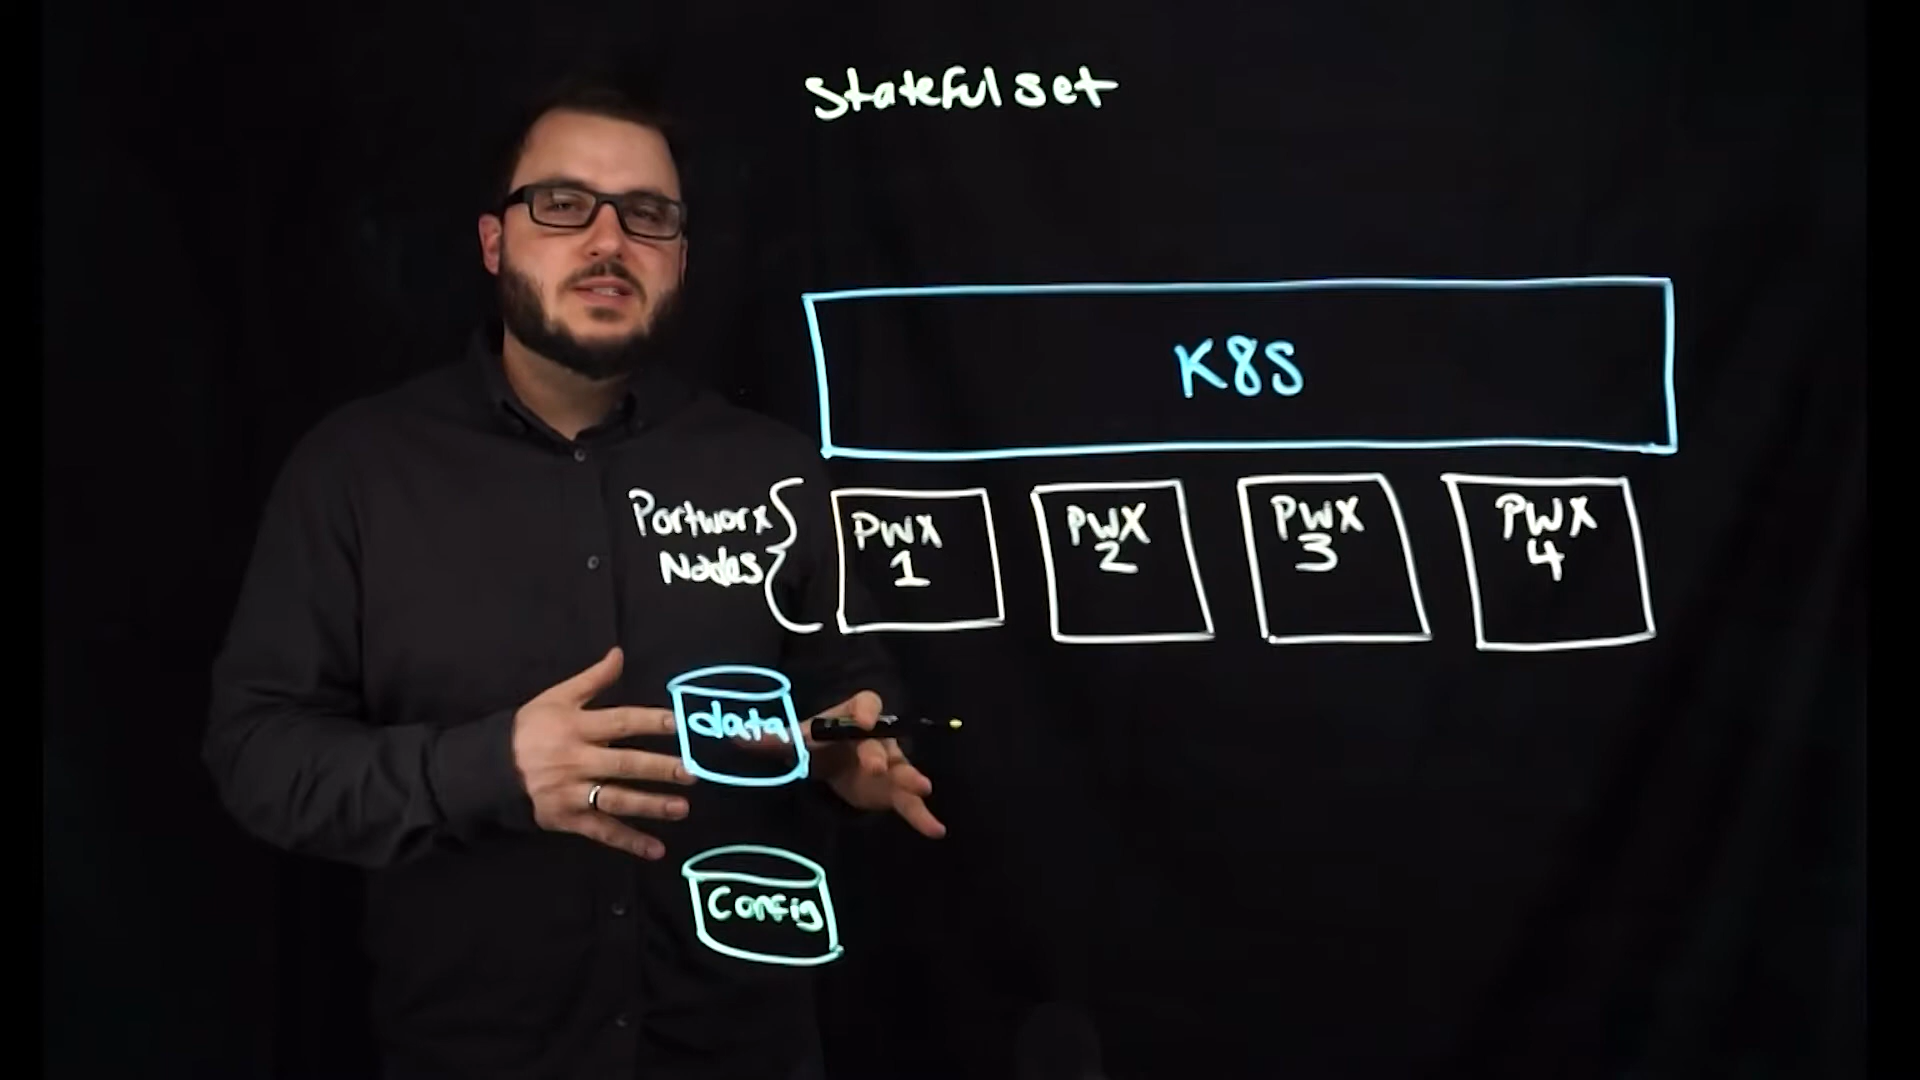 Stateful set
K8S
Portworx
Nodes
PWX
1
PWX
2
PWX
3
PWX
4
data
Config